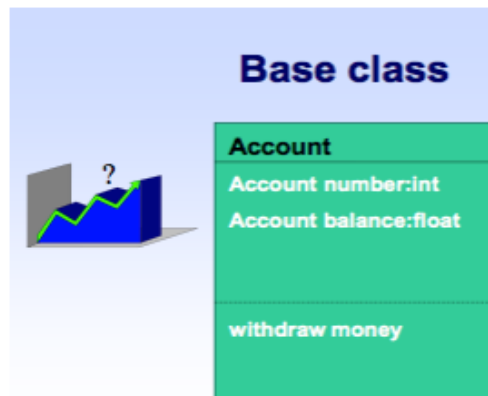 Base class
Account
?
Account number:int
Account balance:float
withdraw money